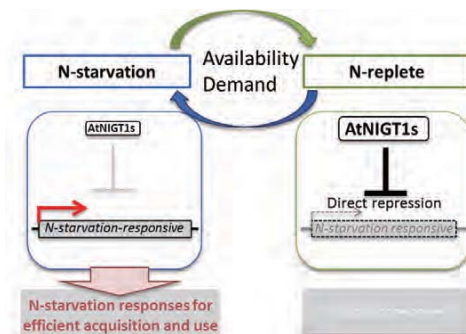 Availability
Demand
N-starvation
N-replete
AtNIGT1s
N-starvation-responsive
N-starvation responses for
efficient acquisition and use
AtNIGT1s
Direct repression
N-starvation responsive